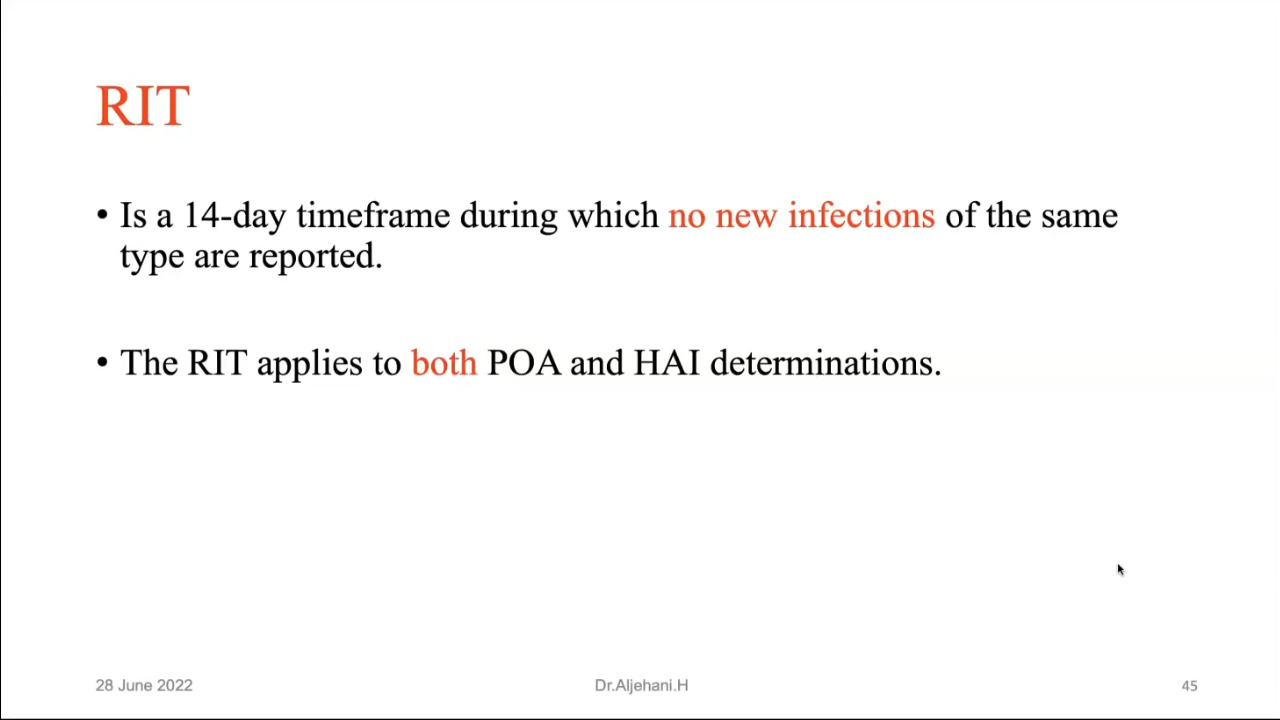 RIT
• Is a 14-day timeframe during which no new infections of the same
type are reported.
• The RIT applies to both POA and HAI determinations.
28 June 2022
Dr.Aljehani.H
45